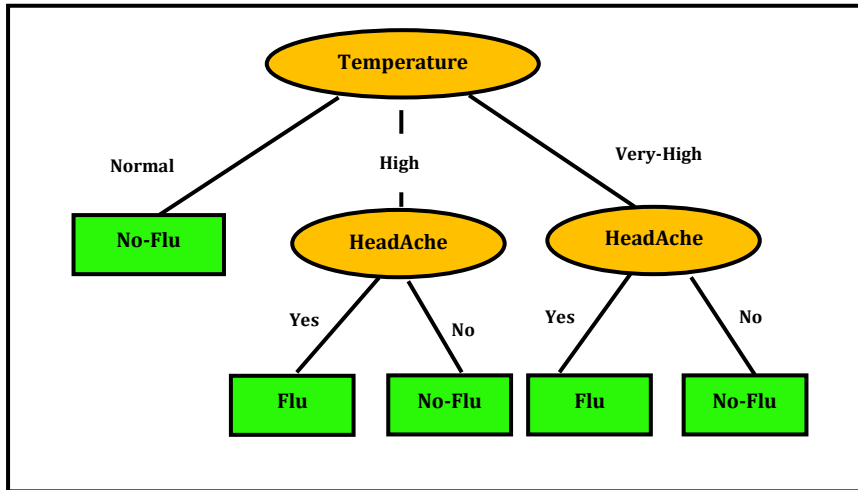 Temperature
Normal
High
Very-High
No-Flu
HeadAche
HeadAche
Yes
No
Yes
No
Flu
No-Flu
Flu
No-Flu